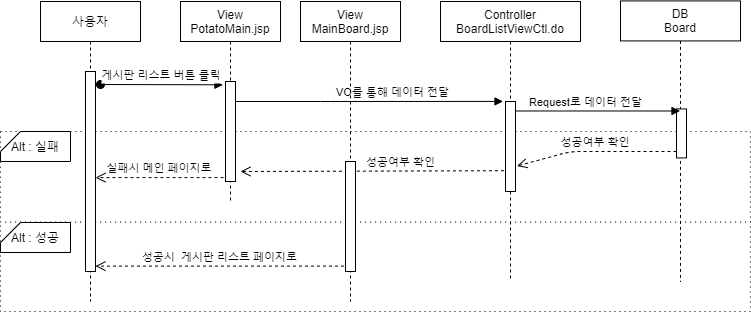 사용자
View
PotatoMain.jsp
View
MainBoard.jsp
Controller
BoardListViewCtl.do
DB
Board
게시판 리스트 버튼 클릭
VO를 통해 데이터 전달
Request로 데이터 전달
Alt : 실패
성공여부 확인
성공여부 확인
실패시 메인 페이지로
Alt : 성공
성공시 게시판 리스트 페이지로